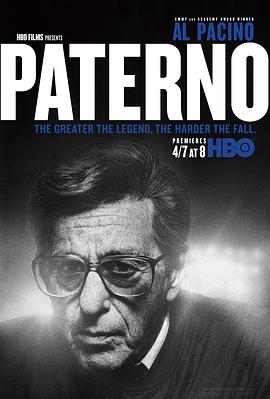 HBO FILMS PRESENTS
EMMY AND ACADEMY AWARD WINNER
AL PACINO
PATERNO
THE GREATER THE LEGEND, THE HARDER THE FALL.
PREMIERES
4/7 AT 8 HBO